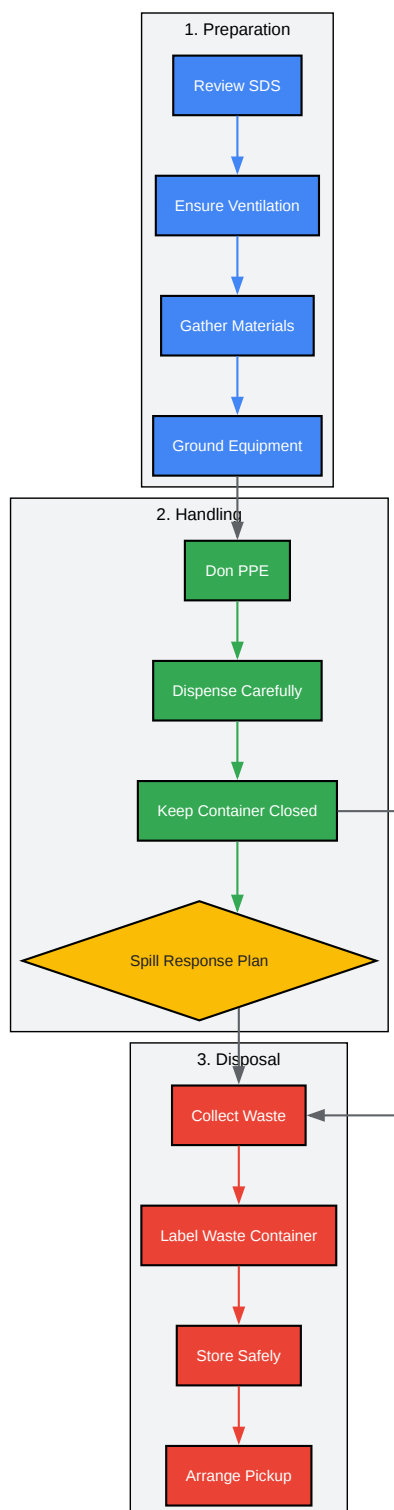 1. Preparation
Review SDS
Ensure Ventilation
Gather Materials
Ground Equipment
2. Handling
Don PPE
Dispense Carefully
Keep Container Closed
Spill Response Plan
3. Disposal
Collect Waste
Label Waste Container
Store Safely
Arrange Pickup